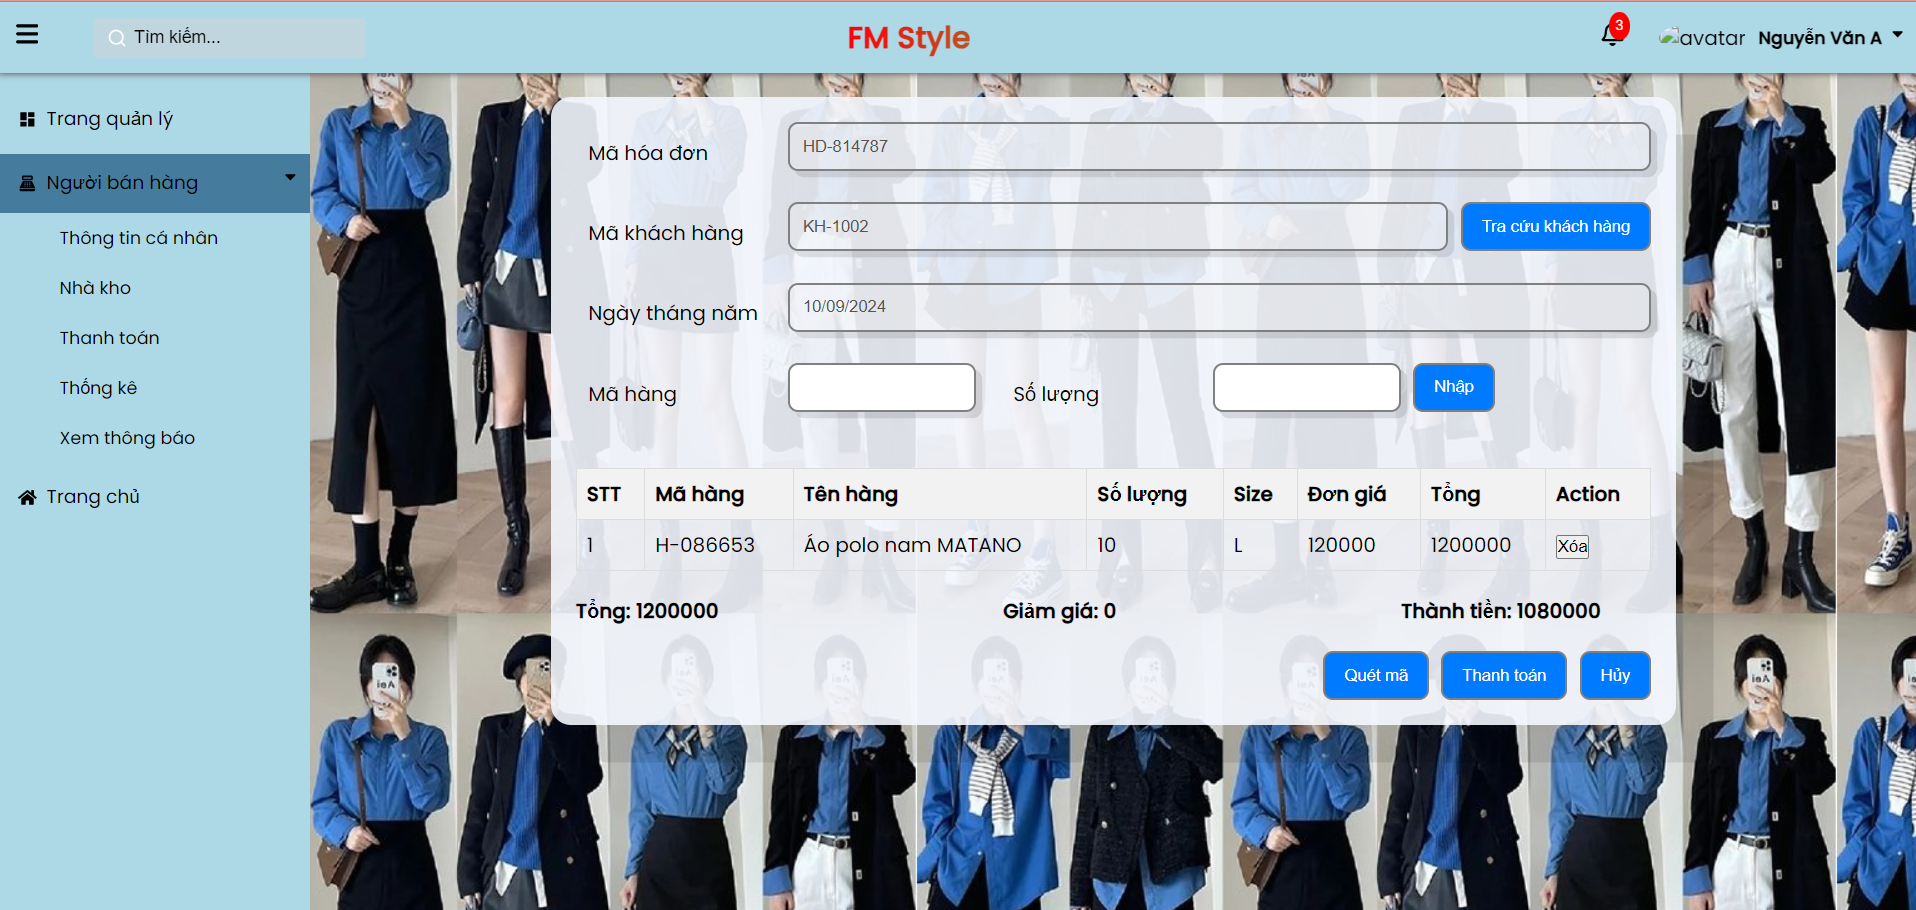 Tìm kiếm...
FM Style
3
avatar
Nguyễn Văn A
Trang quản lý
Người bán hàng
Thông tin cá nhân
Nhà kho
Thanh toán
Thống kê
Xem thông báo
Trang chủ
Mã hóa đơn
HD-814787
Mã khách hàng
KH-1002
Tra cứu khách hàng
Ngày tháng năm
10/09/2024
Mã hàng
Số lượng
Nhập
STT Mã hàng Tên hàng Số lượng Size Đơn giá Tổng Action
1 H-086653 Áo polo nam MATANO 10 L 120000 1200000 Xóa
Tổng: 1200000 Giảm giá: 0 Thành tiền: 1080000
Quét mã Thanh toán Hủy